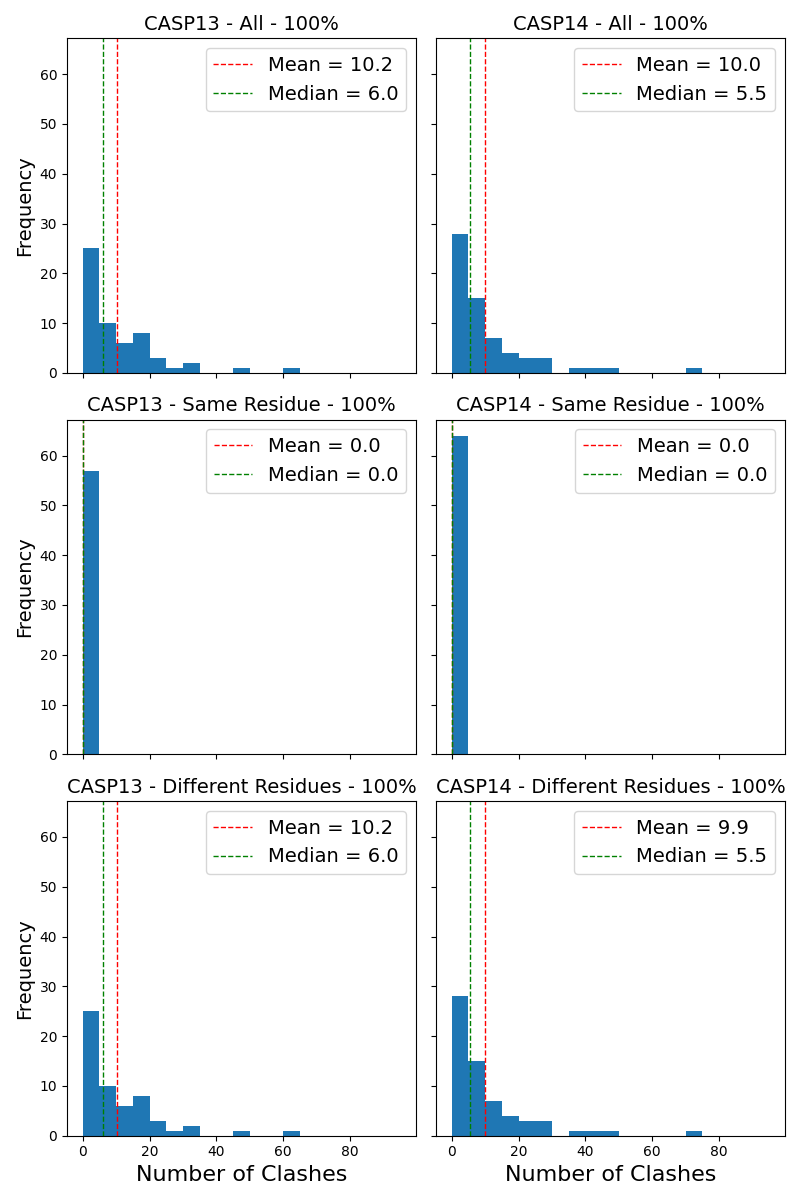 CASP13 - All - 100%
Mean = 10.2
Median = 6.0
60
50
40
30
20
10
0
Frequency
CASP14 - All - 100%
Mean = 10.0
Median = 5.5
CASP13 - Same Residue - 100%
Mean = 0.0
Median = 0.0
60
50
40
30
20
10
0
Frequency
CASP14 - Same Residue - 100%
Mean = 0.0
Median = 0.0
CASP13 - Different Residues - 100%
Mean = 10.2
Median = 6.0
60
50
40
30
20
10
0
Frequency
0 20 40 60 80
Number of Clashes
CASP14 - Different Residues - 100%
Mean = 9.9
Median = 5.5
0 20 40 60 80
Number of Clashes